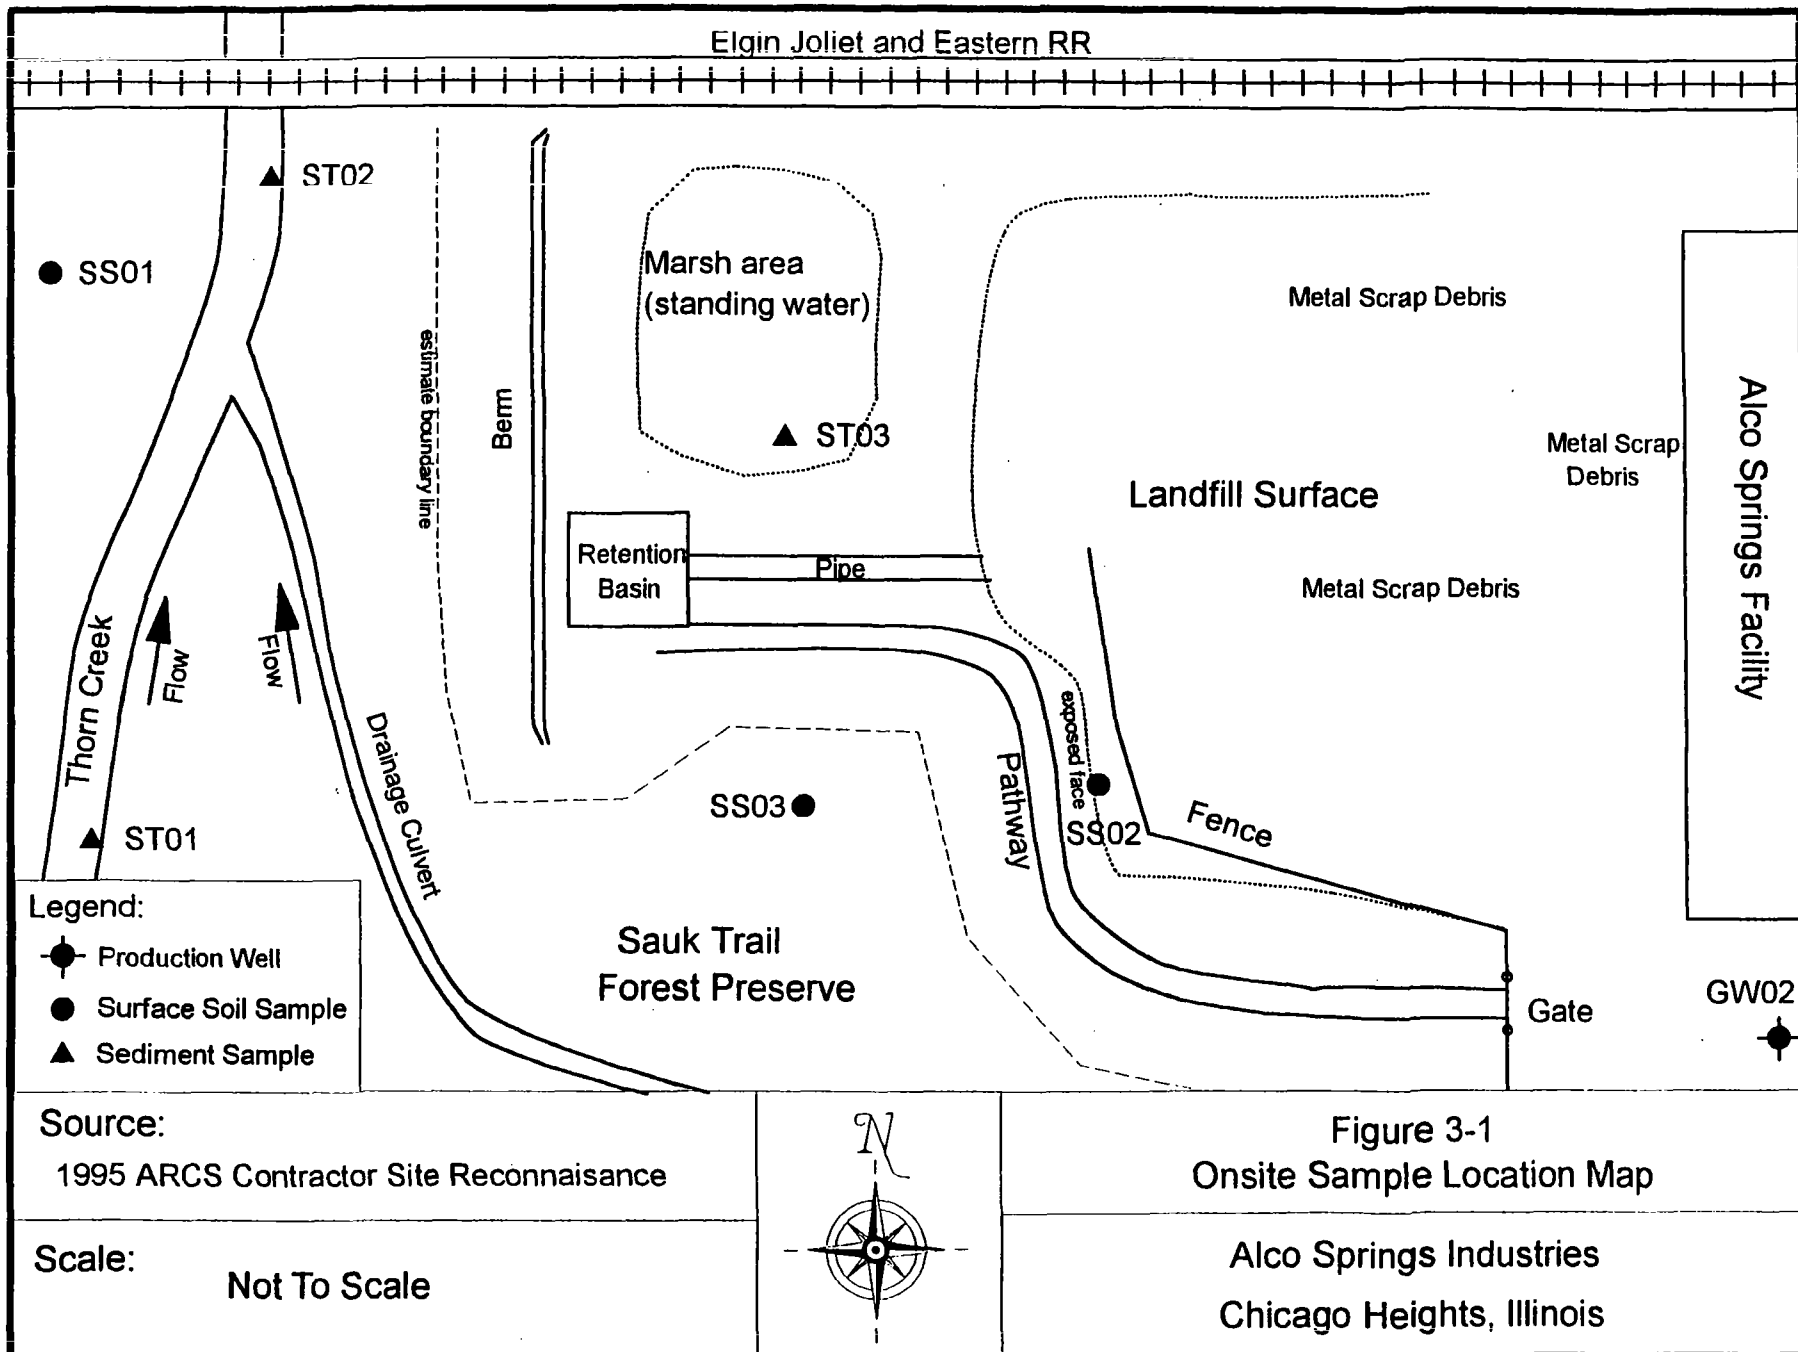 Elgin Joliet and Eastern RR
ST02
SS01
Marsh area
(standing water)
Metal Scrap Debris
estimate boundary line
Berm
ST03
Metal Scrap
Debris
Alco Springs Facility
Landfill Surface
Retention
Basin
Pipe
Metal Scrap Debris
Thorn Creek
Flow
Flow
Drainage Culvert
exposed face
Pathway
SS03
SS02
Fence
ST01
Sauk Trail
Forest Preserve
Gate
GW02
Legend:
Production Well
Surface Soil Sample
Sediment Sample
Source:
1995 ARCS Contractor Site Reconnaisance
Scale:
Not To Scale
N
Figure 3-1
Onsite Sample Location Map
Alco Springs Industries
Chicago Heights, Illinois